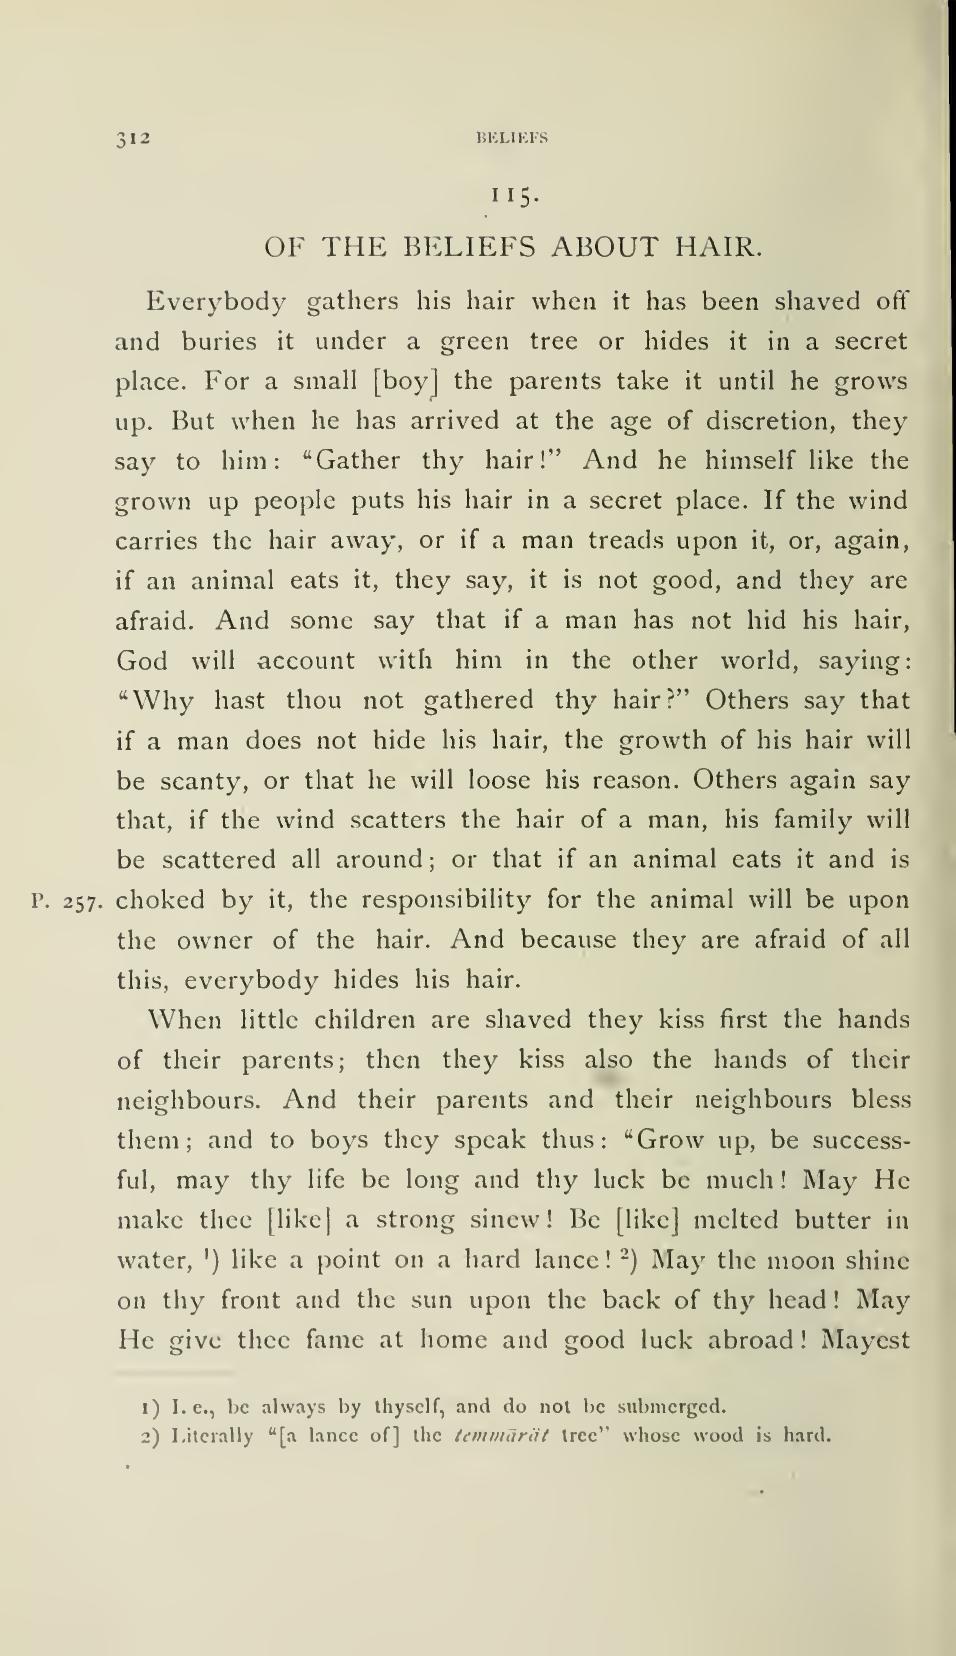 312 BELIEFS
115.
OF THE BELIEFS ABOUT HAIR.
Everybody gathers his hair when it has been shaved off
and buries it under a green tree or hides it in a secret
place. For a small [boy] the parents take it until he grows
up. But when he has arrived at the age of discretion, they
say to him: “Gather thy hair!” And he himself like the
grown up people puts his hair in a secret place. If the wind
carries the hair away, or if a man treads upon it, or, again,
if an animal eats it, they say, it is not good, and they are
afraid. And some say that if a man has not hid his hair,
God will account with him in the other world, saying:
“Why hast thou not gathered thy hair?” Others say that
if a man does not hide his hair, the growth of his hair will
be scanty, or that he will loose his reason. Others again say
that, if the wind scatters the hair of a man, his family will
be scattered all around; or that if an animal eats it and is
P. 257. choked by it, the responsibility for the animal will be upon
the owner of the hair. And because they are afraid of all
this, everybody hides his hair.
When little children are shaved they kiss first the hands
of their parents; then they kiss also the hands of their
neighbours. And their parents and their neighbours bless
them; and to boys they speak thus: “Grow up, be success-
ful, may thy life be long and thy luck be much! May He
make thee [like] a strong sinew! Be [like] melted butter in
water, ¹) like a point on a hard lance! ²) May the moon shine
on thy front and the sun upon the back of thy head! May
He give thee fame at home and good luck abroad! Mayest
1) I. e., be always by thyself, and do not be submerged.
2) Literally “[a lance of] the temmārät tree” whose wood is hard.